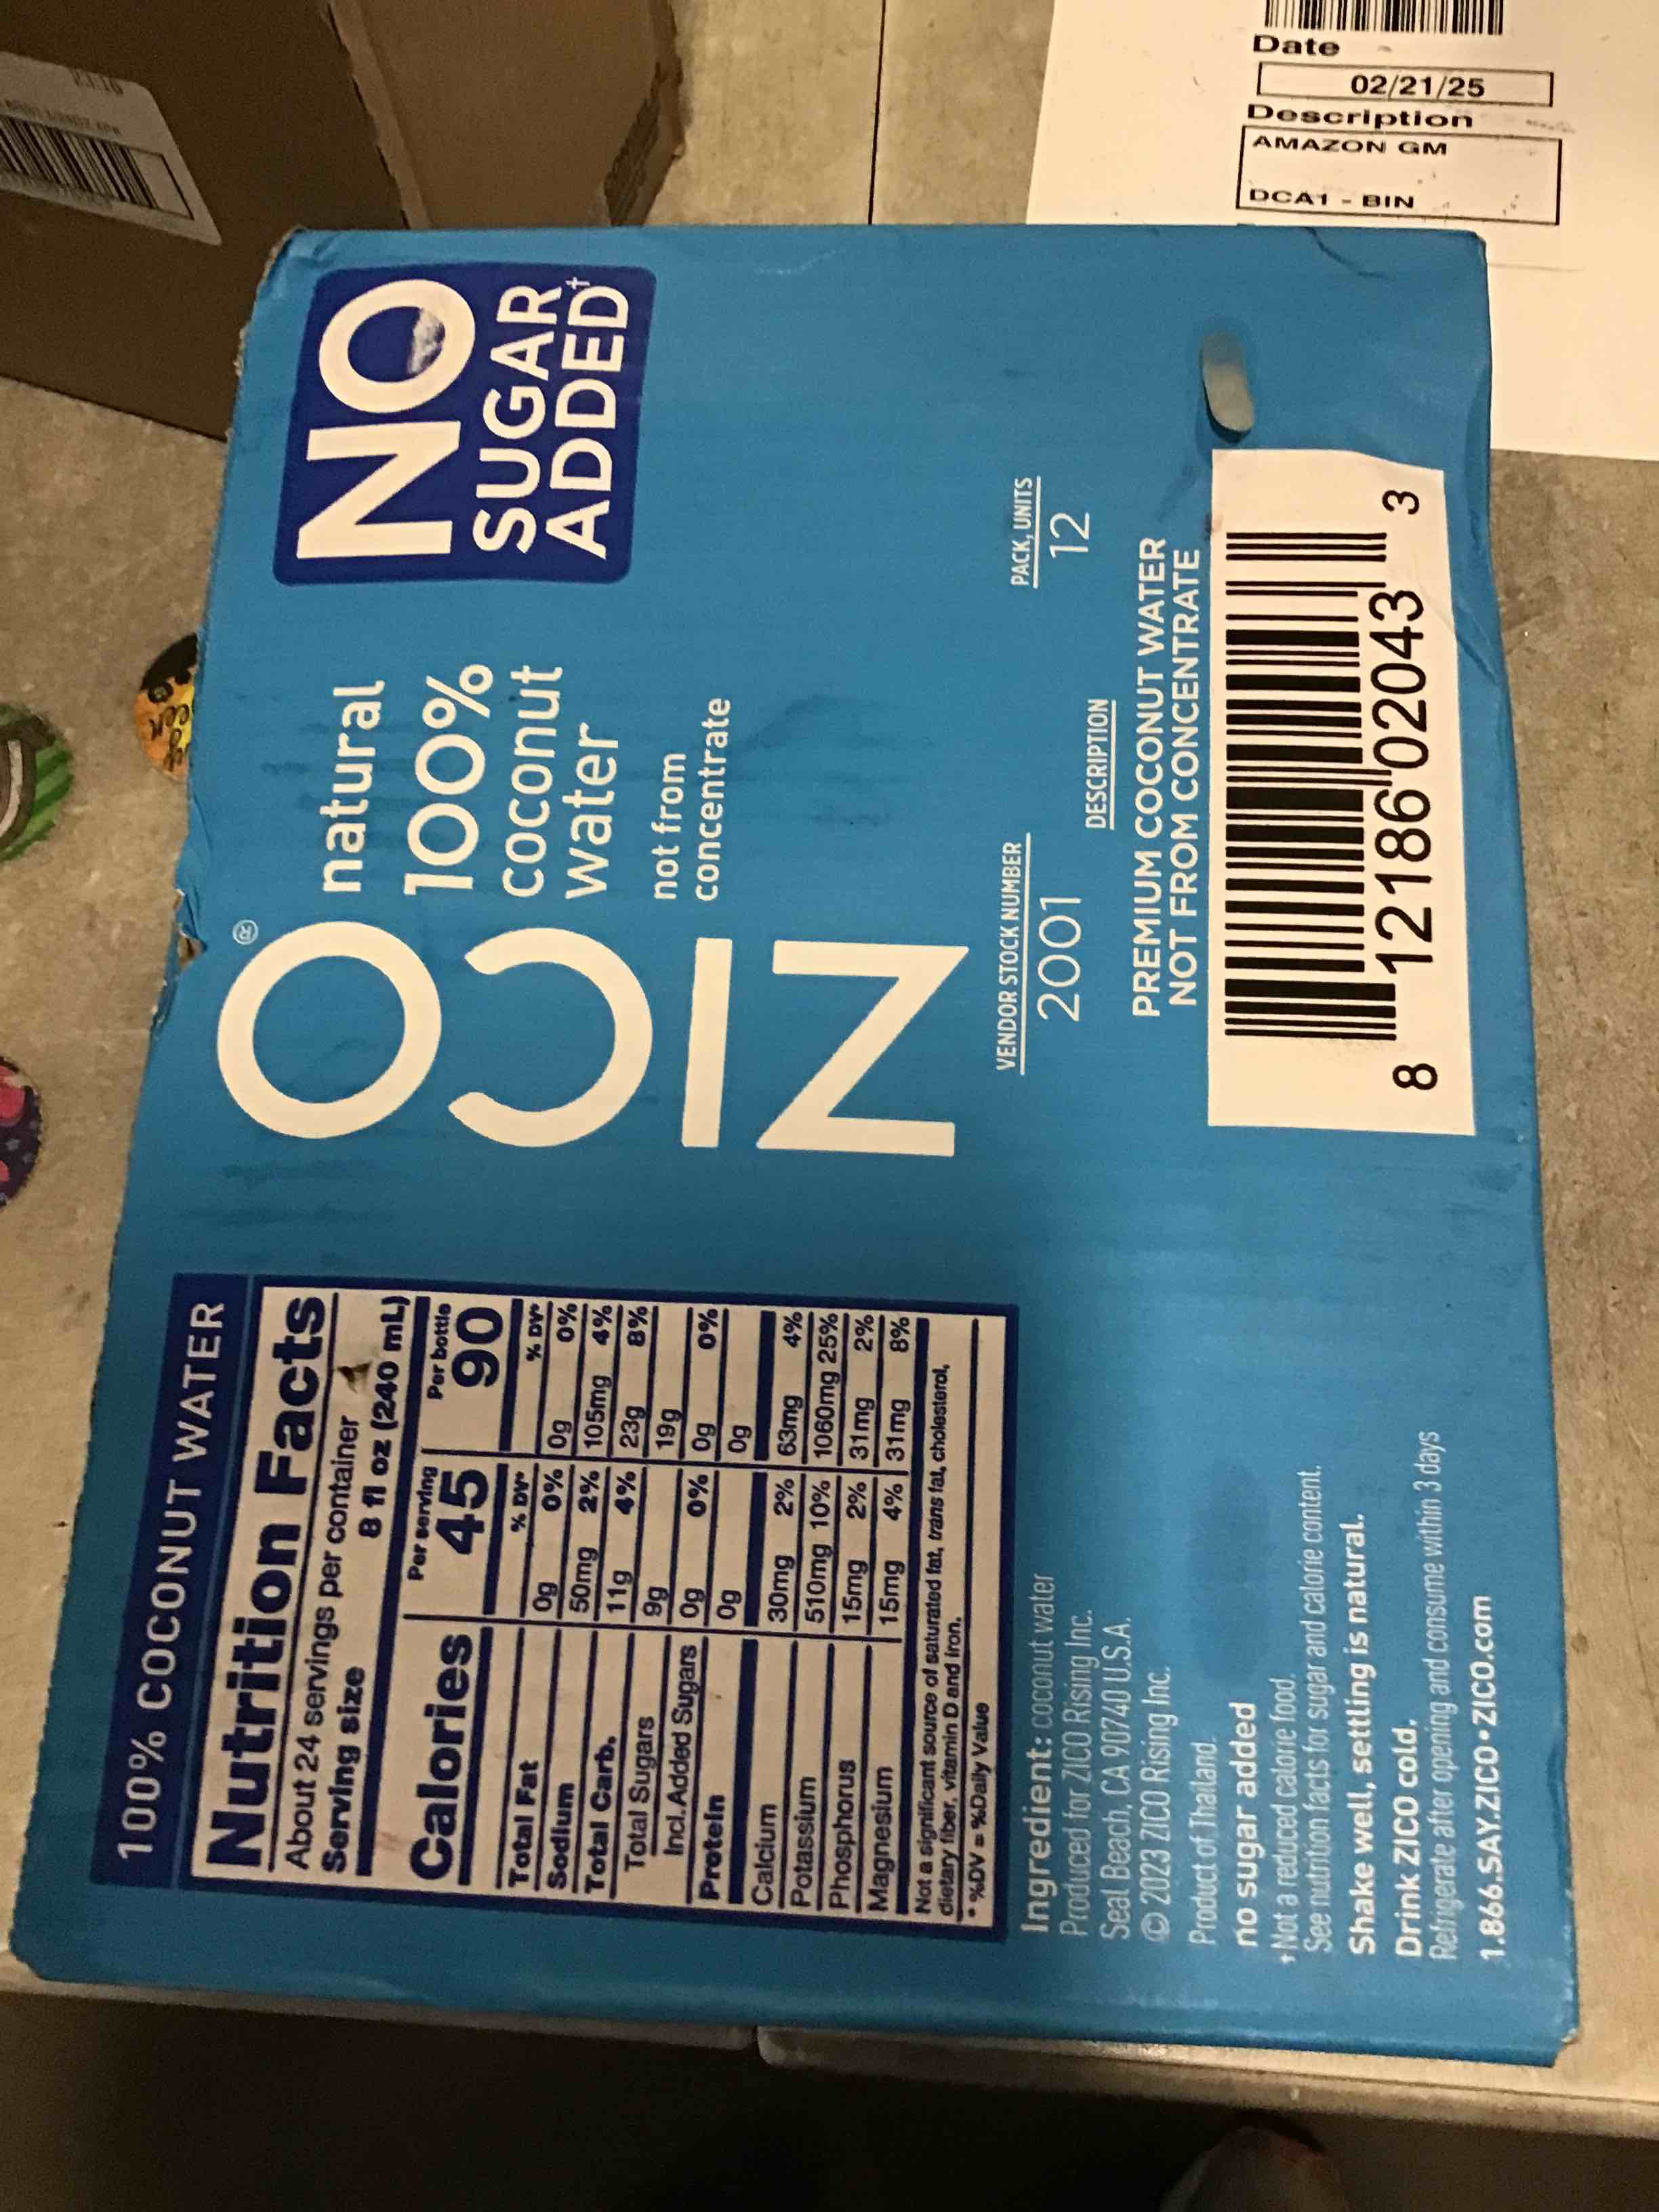 100% COCONUT WATER
Nutrition Facts
About 24 servings per container
Serving size 8 fl oz (240 mL)
Per serving Per bottle
Calories 45 90
% DV* % DV*
Total Fat 0g 0% 0g 0%
Sodium 50mg 2% 105mg 4%
Total Carb. 11g 4% 23g 8%
Total Sugars 9g 19g
Incl. Added Sugars 0g 0% 0g 0%
Protein 0g 0g
Calcium 30mg 2% 63mg 4%
Potassium 510mg 10% 1060mg 25%
Phosphorus 15mg 2% 31mg 2%
Magnesium 15mg 4% 31mg 8%
Not a significant source of saturated fat, trans fat, cholesterol,
dietary fiber, vitamin D and iron.
* %DV = %Daily Value
Ingredient: coconut water
Produced for ZICO Rising Inc.
Seal Beach, CA 90740 U.S.A.
© 2023 ZICO Rising Inc.
Product of Thailand.
no sugar added
†Not a reduced calorie food.
See nutrition facts for sugar and calorie content.
Shake well, settling is natural.
Drink ZICO cold.
Refrigerate after opening and consume within 3 days
1.866.SAY.ZICO • ZICO.com
ZICO®
natural
100%
coconut
water
not from
concentrate
NO
SUGAR
ADDED†
VENDOR STOCK NUMBER
2001
PACK, UNITS
12
DESCRIPTION
PREMIUM COCONUT WATER
NOT FROM CONCENTRATE
8 12186 02043 3
Date
02/21/25
Description
AMAZON GM
DCA1 - BIN